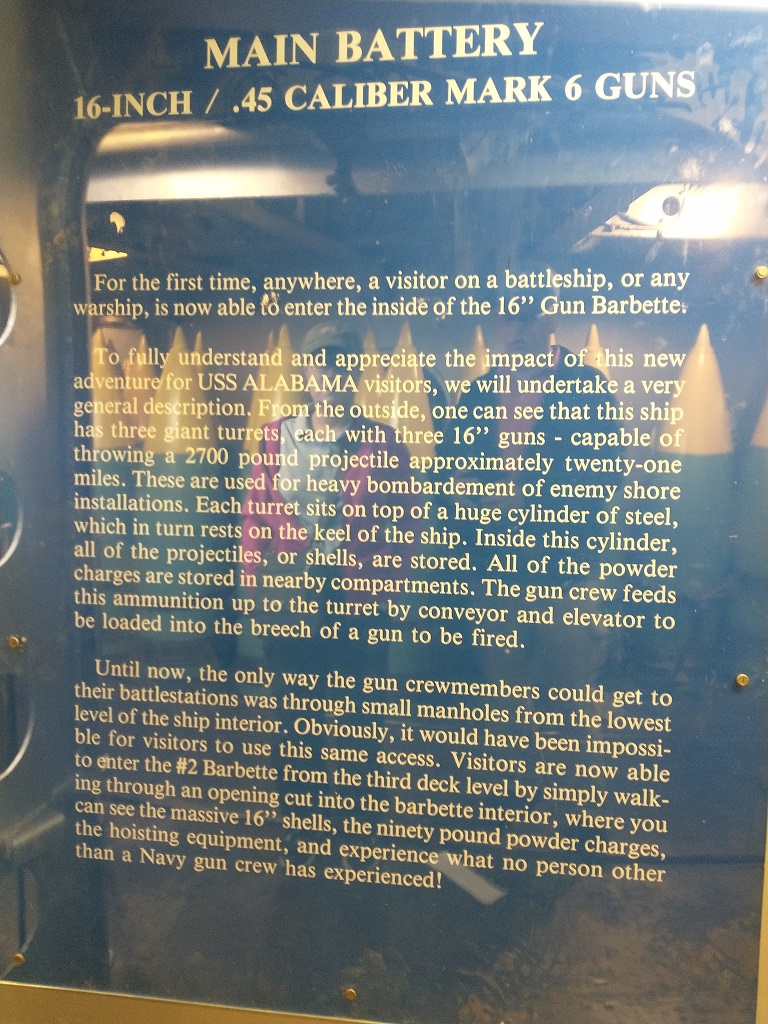 MAIN BATTERY
16-INCH / .45 CALIBER MARK 6 GUNS
For the first time, anywhere, a visitor on a battleship, or any
warship, is now able to enter the inside of the 16" Gun Barbette.
To fully understand and appreciate the impact of this new
adventure for USS ALABAMA visitors, we will undertake a very
general description. From the outside, one can see that this ship
has three giant turrets, each with three 16" guns - capable of
throwing a 2700 pound projectile approximately twenty-one
miles. These are used for heavy bombardement of enemy shore
installations. Each turret sits on top of a huge cylinder of steel,
which in turn rests on the keel of the ship. Inside this cylinder,
all of the projectiles, or shells, are stored. All of the powder
charges are stored in nearby compartments. The gun crew feeds
this ammunition up to the turret by conveyor and elevator to
be loaded into the breech of a gun to be fired.
Until now, the only way the gun crewmembers could get to
their battlestations was through small manholes from the lowest
level of the ship interior. Obviously, it would have been impossi-
ble for visitors to use this same access. Visitors are now able
to enter the #2 Barbette from the third deck level by simply walk-
ing through an opening cut into the barbette interior, where you
can see the massive 16" shells, the ninety pound powder charges,
the hoisting equipment, and experience what no person other
than a Navy gun crew has experienced!